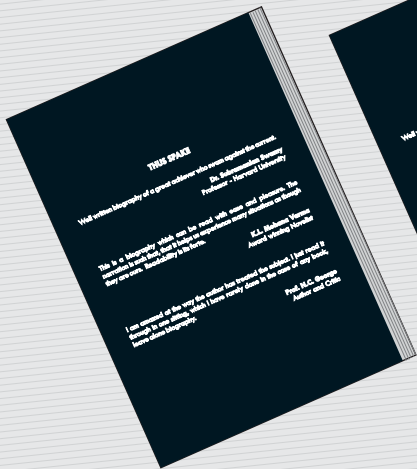 THUS SPAKE
Well written biography of a great achiever who swam against the current.
Dr. Subramanian Swamy
Professor - Harvard University
This is a biography which can be read with ease and pleasure. The
narration is such that, that it helps us experience many situations as though
they are ours. Readability is its forte.
K.L. Mohana Varma
Award winning Novelist
I am amazed at the way the author has treated the subject. I just read it
through in one sitting, which I have rarely done in the case of any book,
leave alone biography.
Prof. M.C. George
Author and Critic
Well